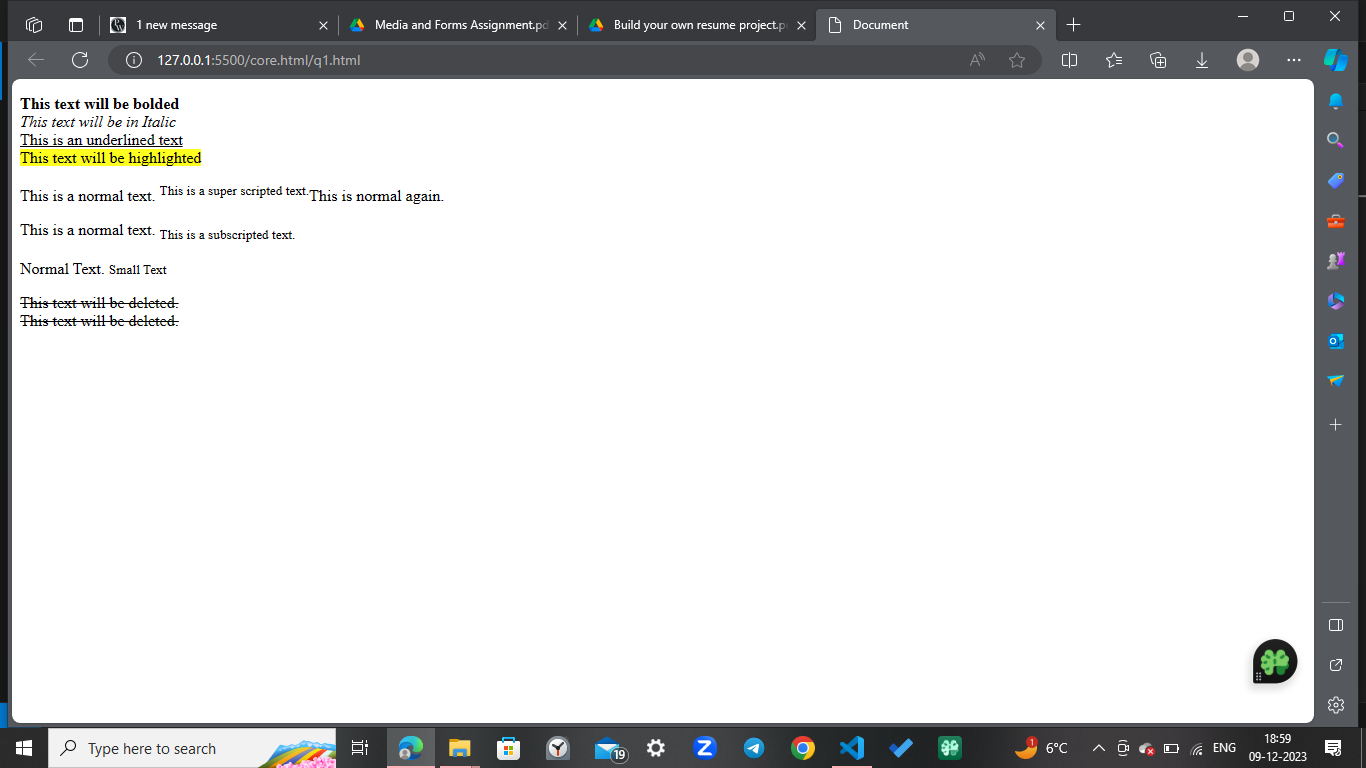 1 new message
Media and Forms Assignment.pd
Build your own resume project.p
Document
127.0.0.1:5500/core.html/q1.html
This text will be bolded
This text will be in Italic
This is an underlined text
This text will be highlighted
This is a normal text. This is a super scripted text.This is normal again.
This is a normal text. This is a subscripted text.
Normal Text. Small Text
This text will be deleted.
This text will be deleted.
Type here to search
19
1
6°C
ENG
18:59
09-12-2023